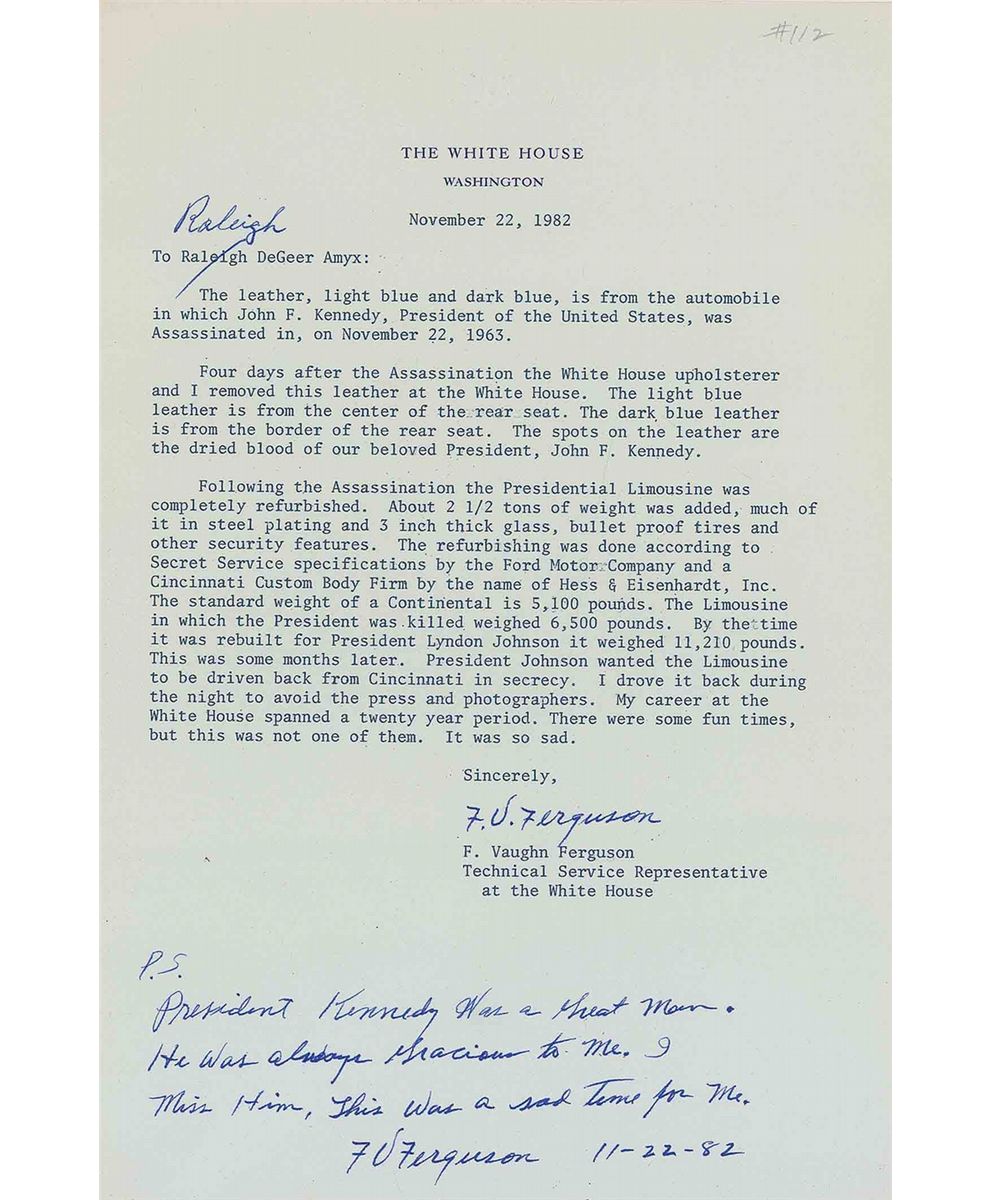 #112
THE WHITE HOUSE
WASHINGTON
Raleigh
November 22, 1982
To Raleigh DeGeer Amyx:
The leather, light blue and dark blue, is from the automobile
in which John F. Kennedy, President of the United States, was
Assassinated in, on November 22, 1963.
Four days after the Assassination the White House upholsterer
and I removed this leather at the White House. The light blue
leather is from the center of the rear seat. The dark blue leather
is from the border of the rear seat. The spots on the leather are
the dried blood of our beloved President, John F. Kennedy.
Following the Assassination the Presidential Limousine was
completely refurbished. About 2 1/2 tons of weight was added, much of
it in steel plating and 3 inch thick glass, bullet proof tires and
other security features. The refurbishing was done according to
Secret Service specifications by the Ford Motor Company and a
Cincinnati Custom Body Firm by the name of Hess & Eisenhardt, Inc.
The standard weight of a Continental is 5,100 pounds. The Limousine
in which the President was killed weighed 6,500 pounds. By the time
it was rebuilt for President Lyndon Johnson it weighed 11,210 pounds.
This was some months later. President Johnson wanted the Limousine
to be driven back from Cincinnati in secrecy. I drove it back during
the night to avoid the press and photographers. My career at the
White House spanned a twenty year period. There were some fun times,
but this was not one of them. It was so sad.
Sincerely,
F.V. Ferguson
F. Vaughn Ferguson
Technical Service Representative
at the White House
P.S.
President Kennedy Was a Great Man.
He Was always Gracious to Me. I
Miss Him, This Was a sad Time for Me.
FV Ferguson 11-22-82